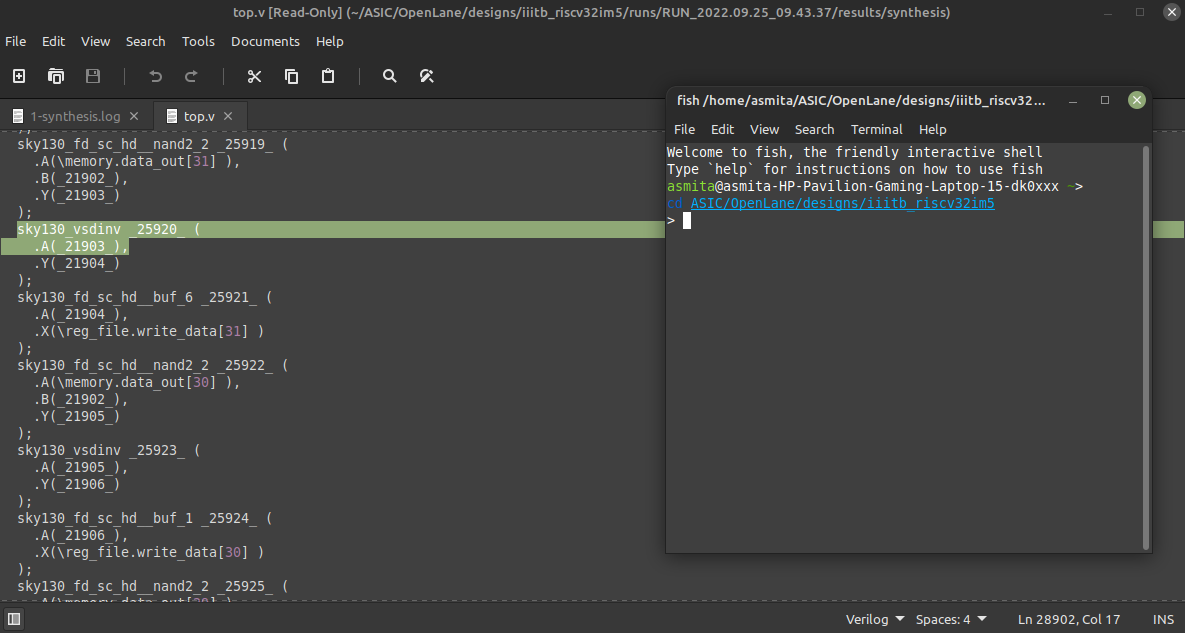 top.v [Read-Only] (~/ASIC/OpenLane/designs/iiitb_riscv32im5/runs/RUN_2022.09.25_09.43.37/results/synthesis)
File Edit View Search Tools Documents Help
1-synthesis.log
top.v
);
sky130_fd_sc_hd__nand2_2 _25919_ (
.A(\memory.data_out[31] ),
.B(_21902_),
.Y(_21903_)
);
sky130_vsdinv _25920_ (
.A(_21903_),
.Y(_21904_)
);
sky130_fd_sc_hd__buf_6 _25921_ (
.A(_21904_),
.X(\reg_file.write_data[31] )
);
sky130_fd_sc_hd__nand2_2 _25922_ (
.A(\memory.data_out[30] ),
.B(_21902_),
.Y(_21905_)
);
sky130_vsdinv _25923_ (
.A(_21905_),
.Y(_21906_)
);
sky130_fd_sc_hd__buf_1 _25924_ (
.A(_21906_),
.X(\reg_file.write_data[30] )
);
sky130_fd_sc_hd__nand2_2 _25925_ (
.A(\memory.data_out[29] ),
fish /home/asmita/ASIC/OpenLane/designs/iiitb_riscv32...
File Edit View Search Terminal Help
Welcome to fish, the friendly interactive shell
Type `help` for instructions on how to use fish
asmita@asmita-HP-Pavilion-Gaming-Laptop-15-dk0xxx ~>
cd ASIC/OpenLane/designs/iiitb_riscv32im5
>
Verilog Spaces: 4 Ln 28902, Col 17 INS